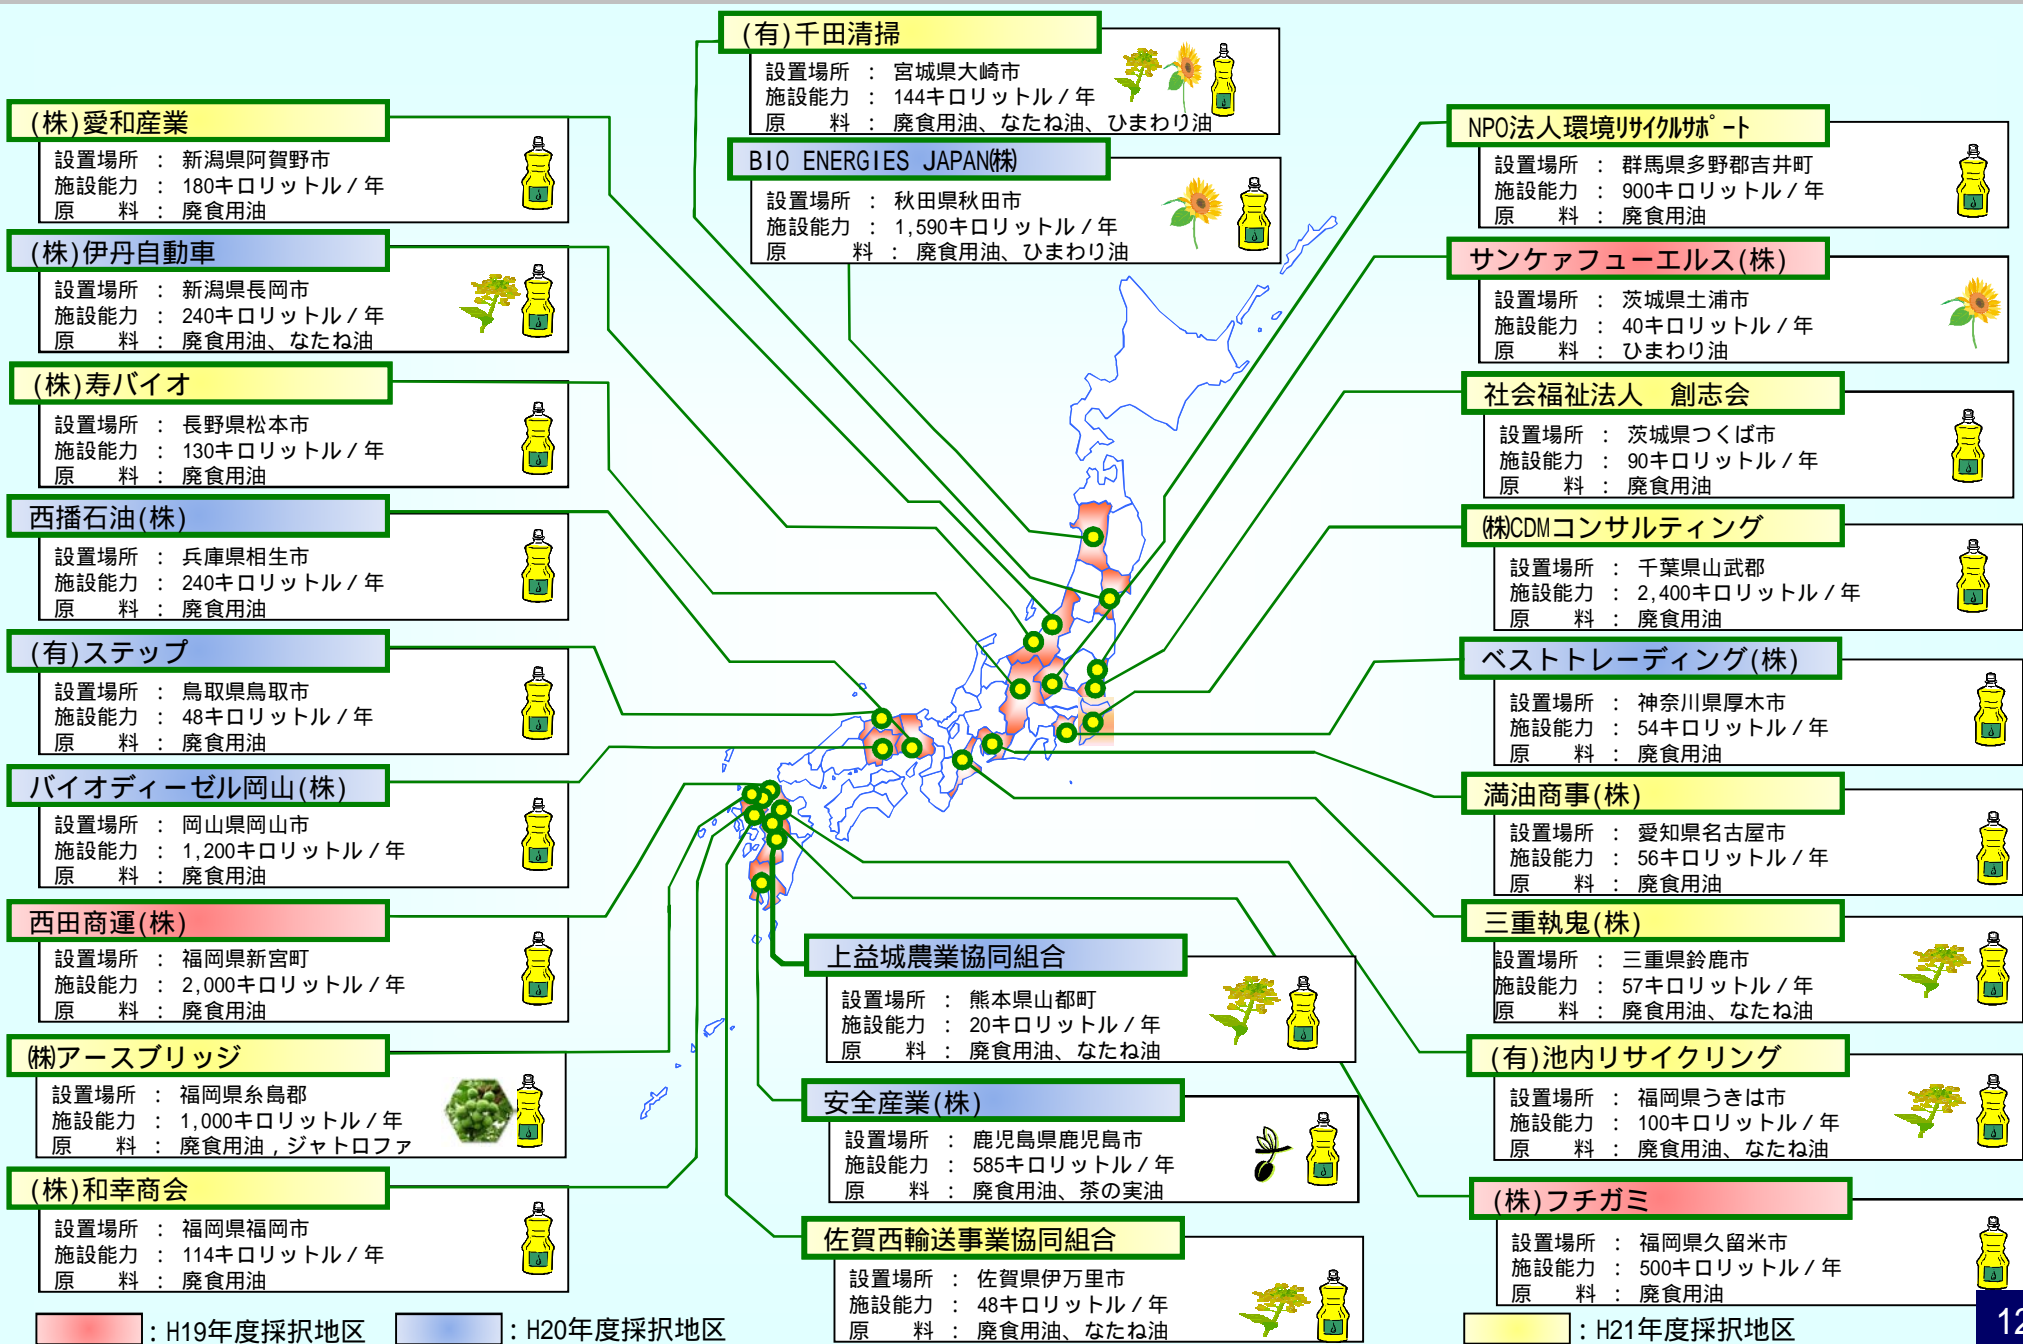 (有)千田清掃
設置場所 ： 宮城県大崎市
施設能力 ： 144キロリットル / 年
原　　料 ： 廃食用油、なたね油、ひまわり油
BIO ENERGIES JAPAN㈱
設置場所 ： 秋田県秋田市
施設能力 ： 1,590キロリットル / 年
原　　　料 ： 廃食用油、ひまわり油
(株)愛和産業
設置場所 ： 新潟県阿賀野市
施設能力 ： 180キロリットル / 年
原　　料 ： 廃食用油
(株)伊丹自動車
設置場所 ： 新潟県長岡市
施設能力 ： 240キロリットル / 年
原　　料 ： 廃食用油、なたね油
(株)寿バイオ
設置場所 ： 長野県松本市
施設能力 ： 130キロリットル / 年
原　　料 ： 廃食用油
西播石油(株)
設置場所 ： 兵庫県相生市
施設能力 ： 240キロリットル / 年
原　　料 ： 廃食用油
(有)ステップ
設置場所 ： 鳥取県鳥取市
施設能力 ： 48キロリットル / 年
原　　料 ： 廃食用油
バイオディーゼル岡山(株)
設置場所 ： 岡山県岡山市
施設能力 ： 1,200キロリットル / 年
原　　料 ： 廃食用油
西田商運(株)
設置場所 ： 福岡県新宮町
施設能力 ： 2,000キロリットル / 年
原　　料 ： 廃食用油
㈱アースブリッジ
設置場所 ： 福岡県糸島郡
施設能力 ： 1,000キロリットル / 年
原　　料 ： 廃食用油 , ジャトロファ
(株)和幸商会
設置場所 ： 福岡県福岡市
施設能力 ： 114キロリットル / 年
原　　料 ： 廃食用油
上益城農業協同組合
設置場所 ： 熊本県山都町
施設能力 ： 20キロリットル / 年
原　　料 ： 廃食用油、なたね油
安全産業(株)
設置場所 ： 鹿児島県鹿児島市
施設能力 ： 585キロリットル / 年
原　　料 ： 廃食用油、茶の実油
佐賀西輸送事業協同組合
設置場所 ： 佐賀県伊万里市
施設能力 ： 48キロリットル / 年
原　　料 ： 廃食用油、なたね油
NPO法人環境ﾘｻｲｸﾙｻﾎﾟｰﾄ
設置場所 ： 群馬県多野郡吉井町
施設能力 ： 900キロリットル / 年
原　　料 ： 廃食用油
サンケァフューエルス(株)
設置場所 ： 茨城県土浦市
施設能力 ： 40キロリットル / 年
原　　料 ： ひまわり油
社会福祉法人　創志会
設置場所 ： 茨城県つくば市
施設能力 ： 90キロリットル / 年
原　　料 ： 廃食用油
㈱CDMコンサルティング
設置場所 ： 千葉県山武郡
施設能力 ： 2,400キロリットル / 年
原　　料 ： 廃食用油
ベストトレーディング(株)
設置場所 ： 神奈川県厚木市
施設能力 ： 54キロリットル / 年
原　　料 ： 廃食用油
満油商事(株)
設置場所 ： 愛知県名古屋市
施設能力 ： 56キロリットル / 年
原　　料 ： 廃食用油
三重執鬼(株)
設置場所 ： 三重県鈴鹿市
施設能力 ： 57キロリットル / 年
原　　料 ： 廃食用油、なたね油
(有)池内リサイクリング
設置場所 ： 福岡県うきは市
施設能力 ： 100キロリットル / 年
原　　料 ： 廃食用油、なたね油
(株)フチガミ
設置場所 ： 福岡県久留米市
施設能力 ： 500キロリットル / 年
原　　料 ： 廃食用油
: H19年度採択地区
: H20年度採択地区
: H21年度採択地区
12